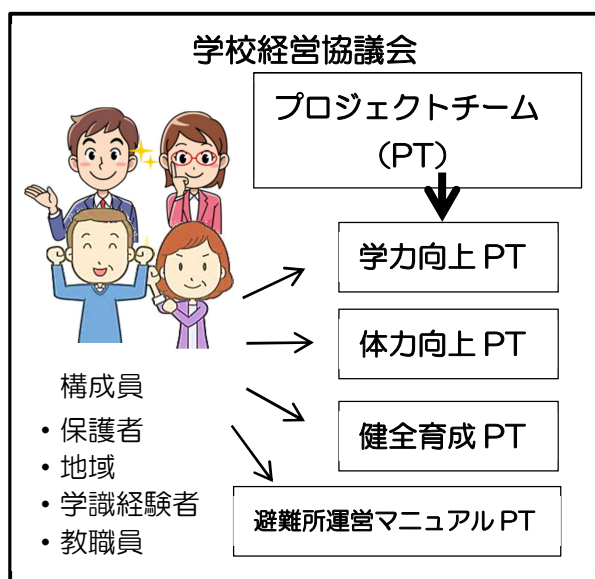 学校経営協議会
プロジェクトチーム
（PT）
学力向上 PT
体力向上 PT
健全育成 PT
避難所運営マニュアル PT
構成員
・保護者
・地域
・学識経験者
・教職員